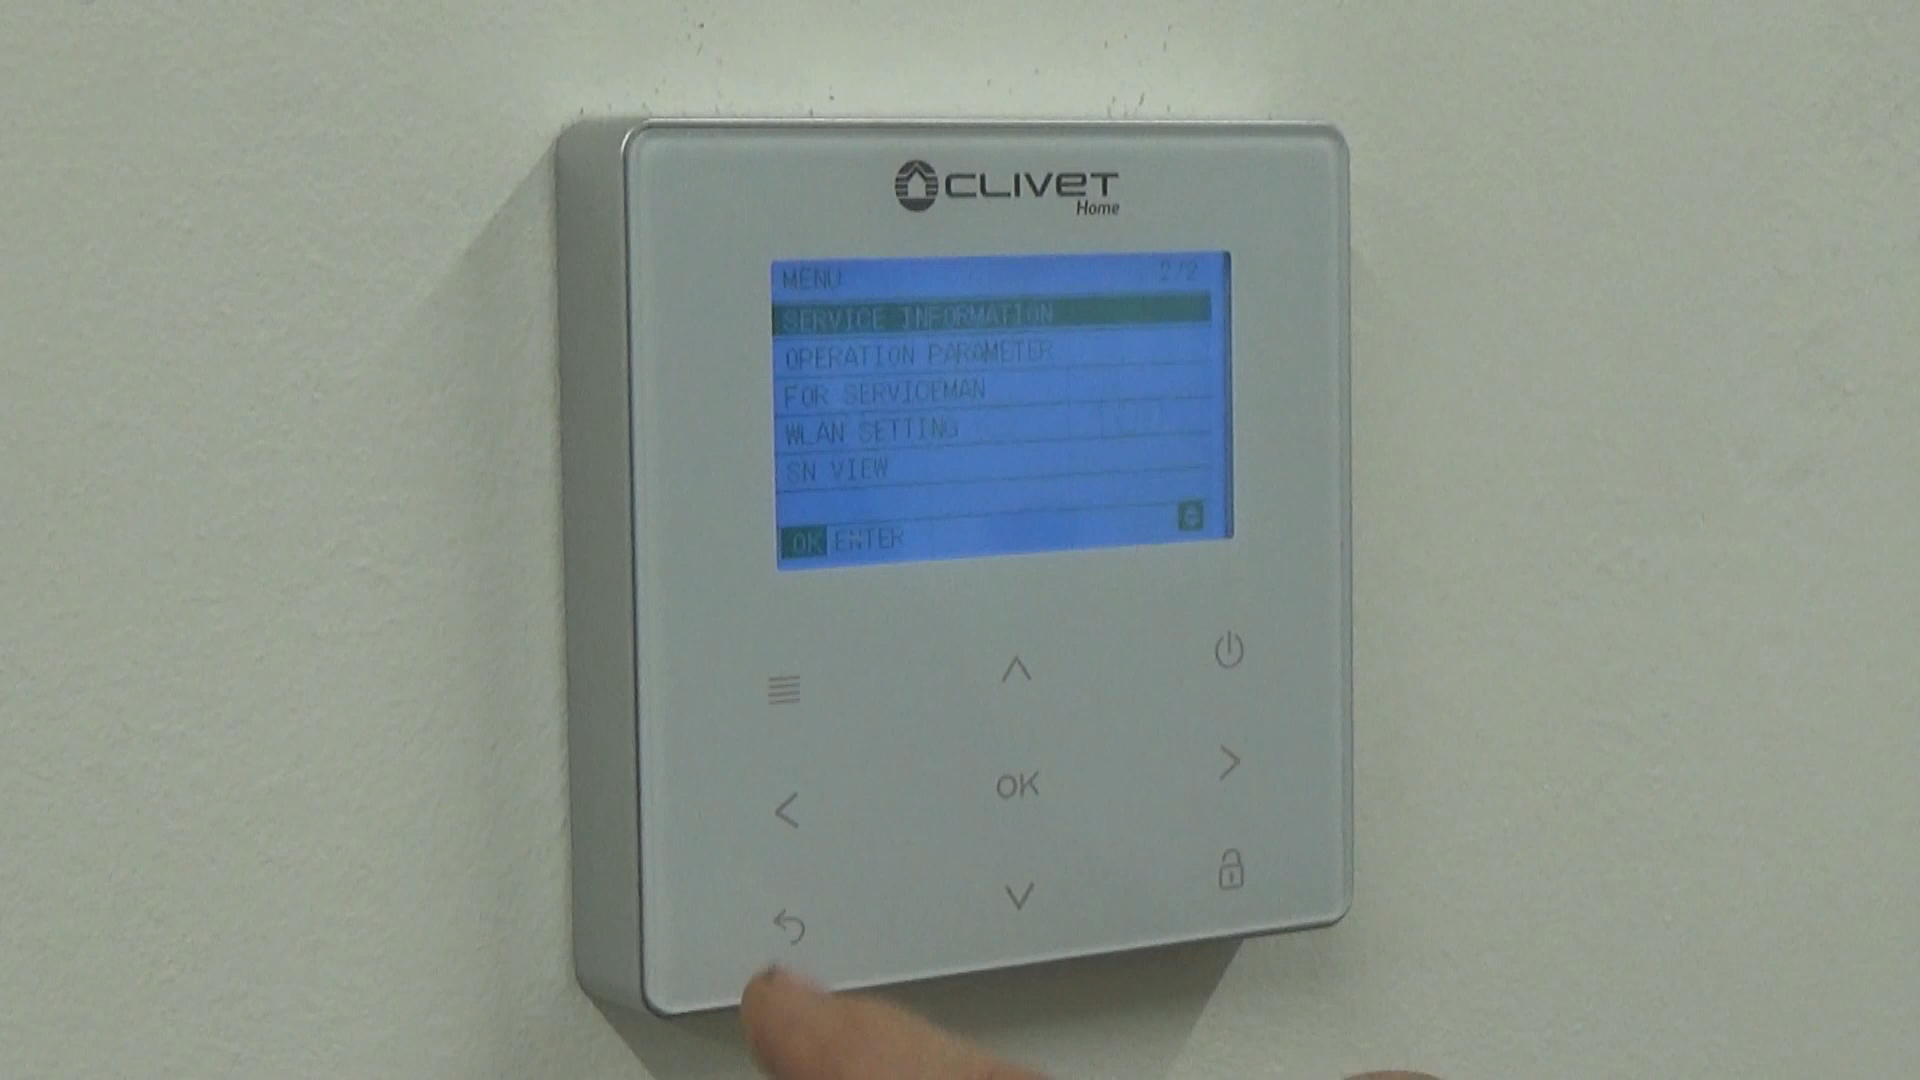 CLIVET
Home
MENU 2/2
SERVICE INFORMATION
OPERATION PARAMETER
FOR SERVICEMAN
WLAN SETTING
SN VIEW
OK ENTER
OK